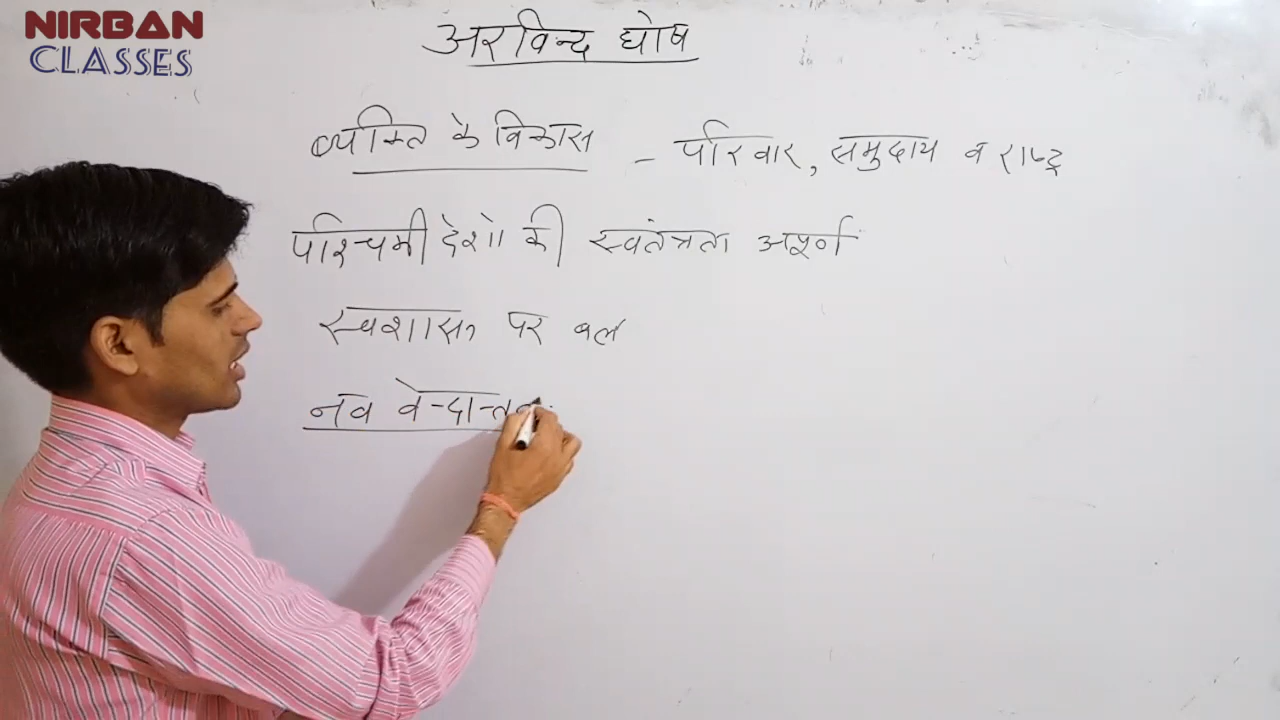 NIRBAN
CLASSES
अरविन्द घोष
व्यक्ति के विकास - परिवार, समुदाय व राष्ट्र
पश्चिमी देशो की स्वतंत्रता अपूर्ण
स्वशासन पर बल
नव वेन्दान्त